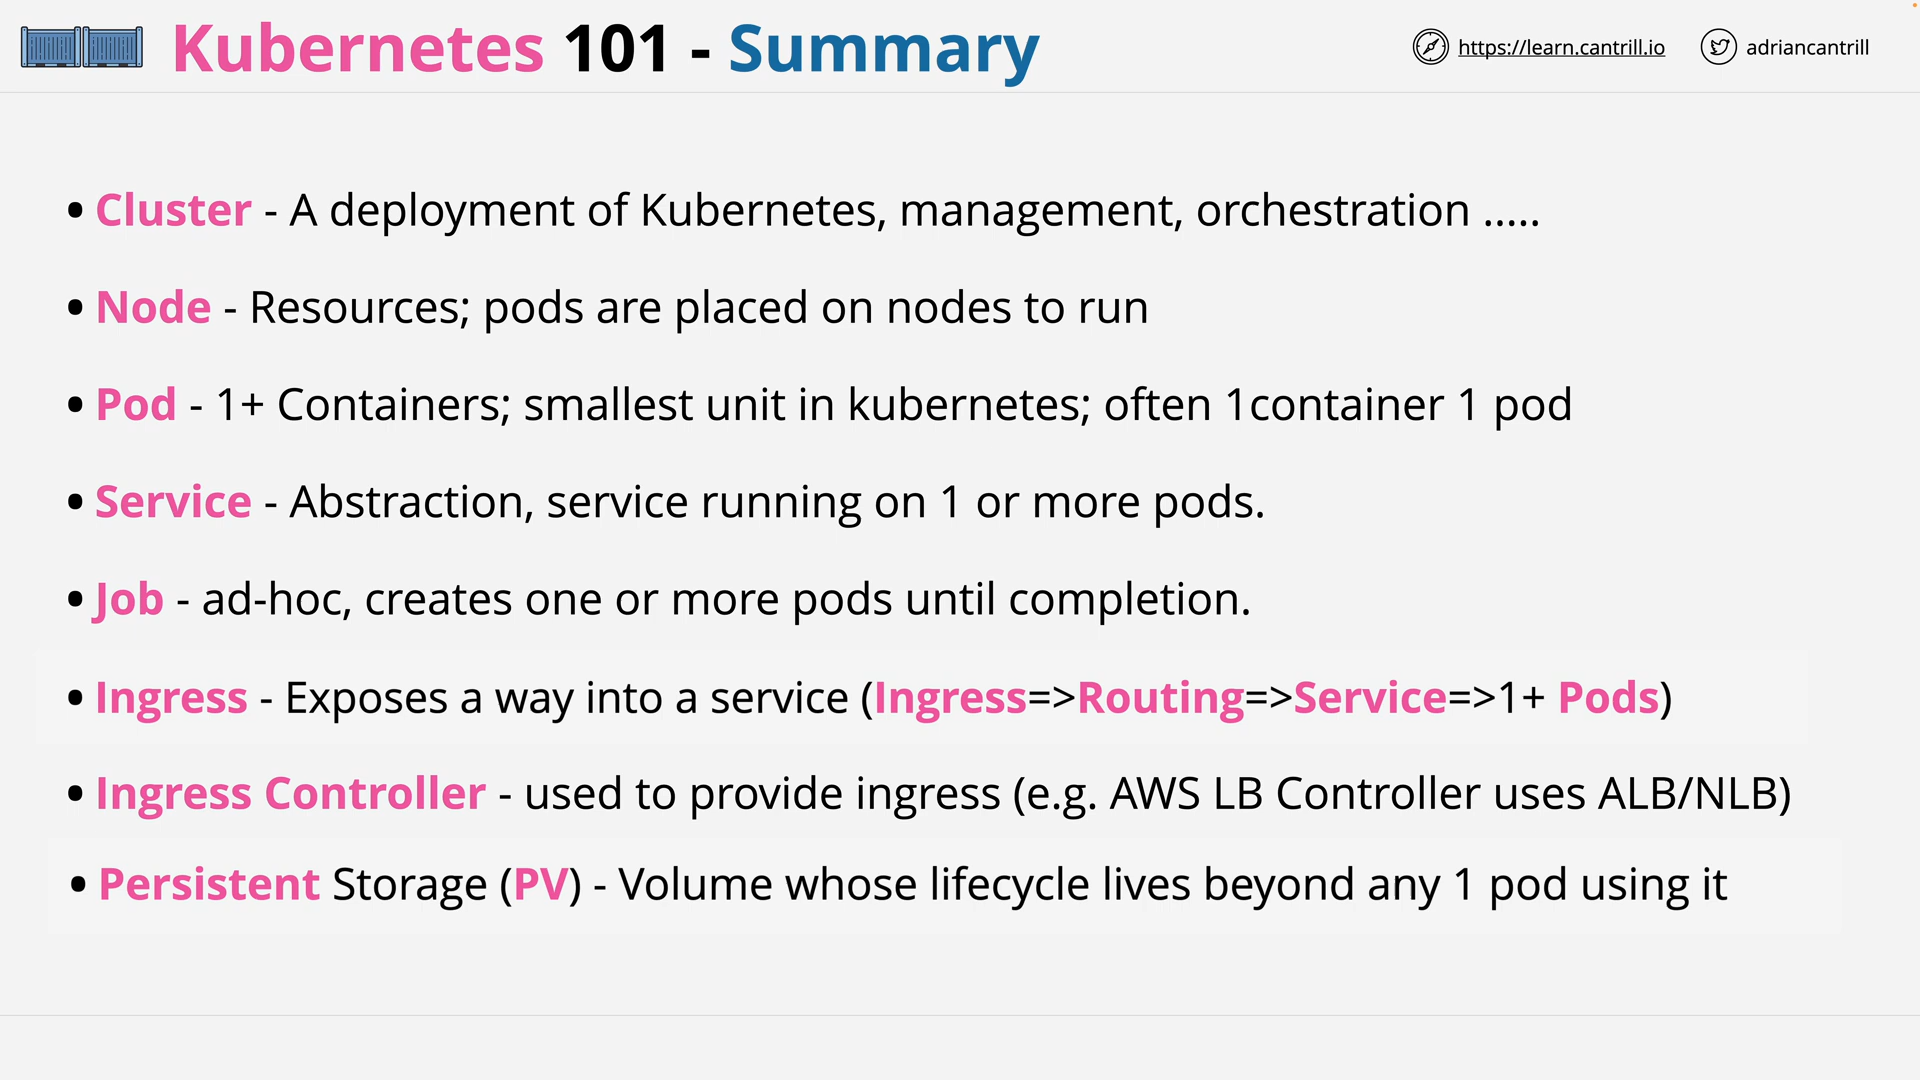 Kubernetes 101 - Summary
https://learn.cantrill.io
adriancantrill
• Cluster - A deployment of Kubernetes, management, orchestration .....
• Node - Resources; pods are placed on nodes to run
• Pod - 1+ Containers; smallest unit in kubernetes; often 1container 1 pod
• Service - Abstraction, service running on 1 or more pods.
• Job - ad-hoc, creates one or more pods until completion.
• Ingress - Exposes a way into a service (Ingress=>Routing=>Service=>1+ Pods)
• Ingress Controller - used to provide ingress (e.g. AWS LB Controller uses ALB/NLB)
• Persistent Storage (PV) - Volume whose lifecycle lives beyond any 1 pod using it